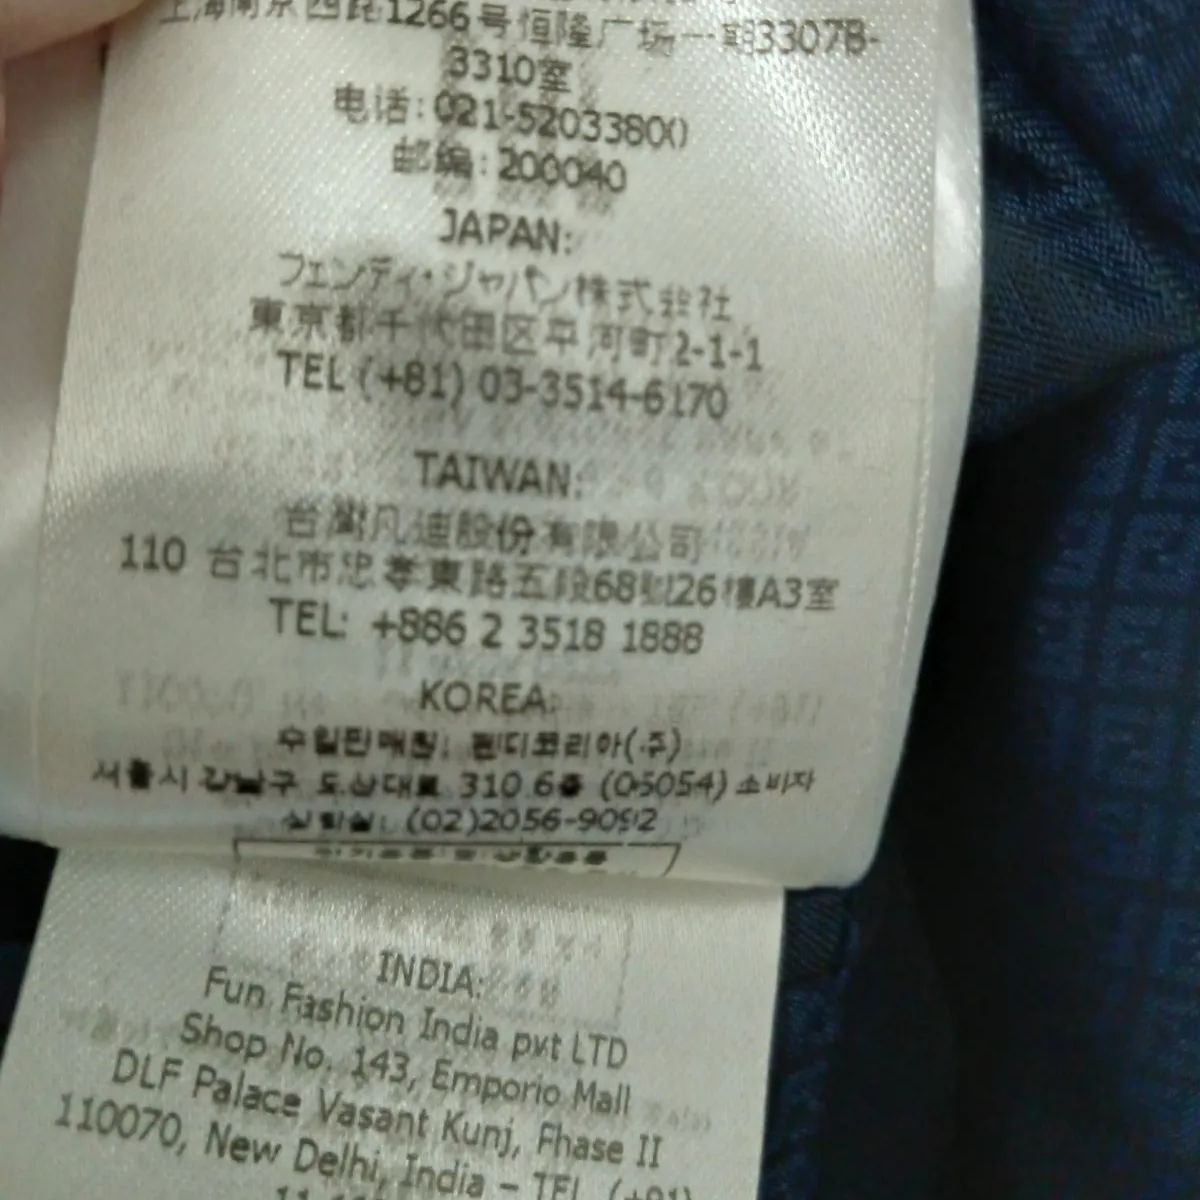 上海南京西路1266号恒隆广场一期3307B-
3310室
电话: 021-52033800
邮编: 200040
JAPAN:
フェンディ・ジャパン株式会社
東京都千代田区平河町2-1-1
TEL (+81) 03-3514-6170
TAIWAN:
台灣凡迪股份有限公司
110 台北市忠孝東路五段68號26樓A3室
TEL: +886 2 3518 1888
KOREA:
수입판매원: 펜디코리아(주)
서울시 강남구 도산대로 310 6층 (06054) 소비자
상담실: (02)2056-9092
INDIA:
Fun Fashion India pvt LTD
Shop No. 143, Emporio Mall
DLF Palace Vasant Kunj, Fhase II
110070, New Delhi, India - TEL (+91)